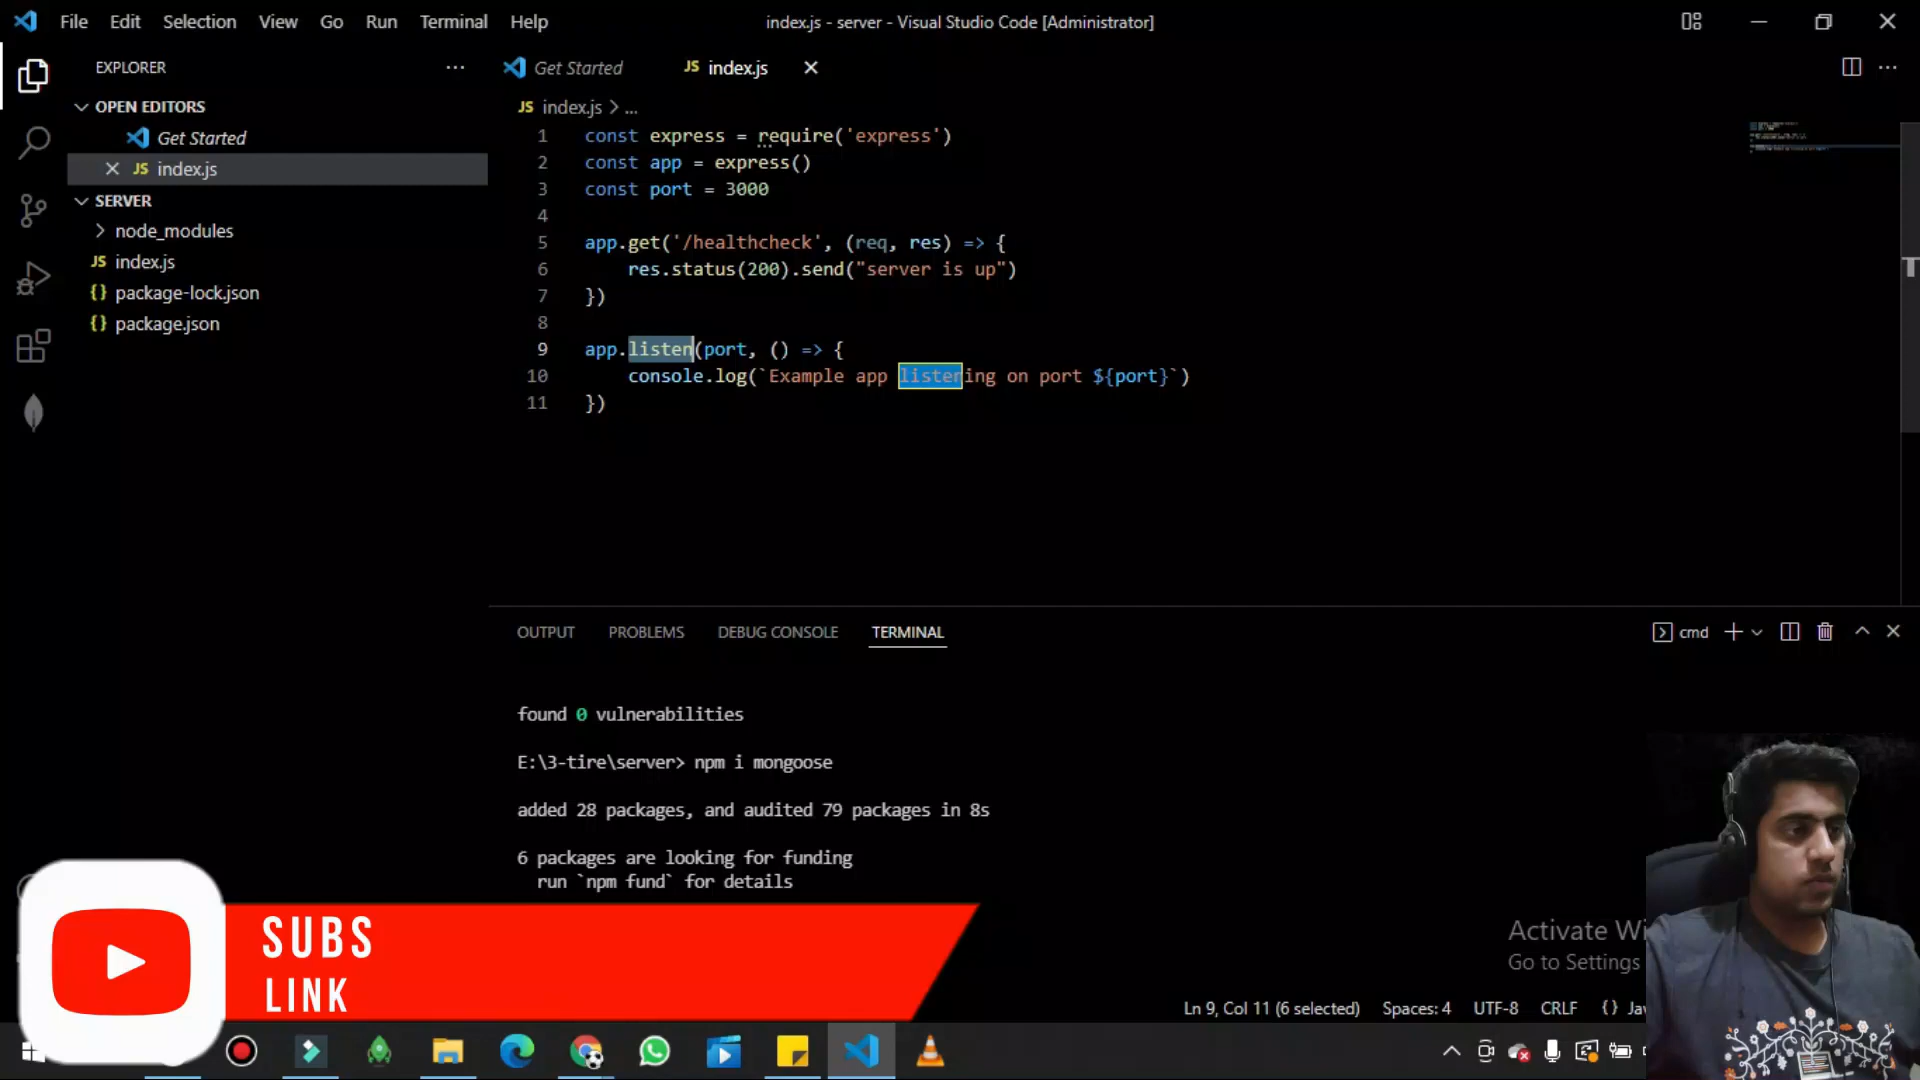 File Edit Selection View Go Run Terminal Help
index.js - server - Visual Studio Code [Administrator]
EXPLORER
OPEN EDITORS
Get Started
JS index.js
SERVER
node_modules
JS index.js
{} package-lock.json
{} package.json
Get Started
JS index.js
JS index.js > ...
1 const express = require('express')
2 const app = express()
3 const port = 3000
4
5 app.get('/healthcheck', (req, res) => {
6 res.status(200).send("server is up")
7 })
8
9 app.listen(port, () => {
10 console.log(`Example app listening on port ${port}`)
11 })
OUTPUT PROBLEMS DEBUG CONSOLE TERMINAL
cmd
found 0 vulnerabilities
E:\3-tire\server> npm i mongoose
added 28 packages, and audited 79 packages in 8s
6 packages are looking for funding
run `npm fund` for details
SUBS
LINK
Activate Wi
Go to Settings
Ln 9, Col 11 (6 selected) Spaces: 4 UTF-8 CRLF {} Jav